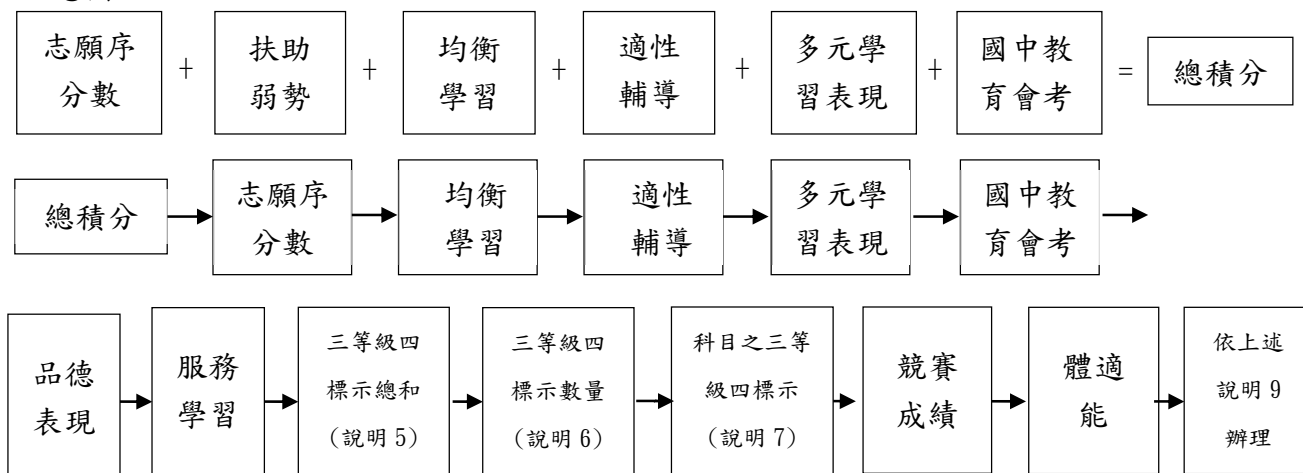 志願序 分數 + 扶助 弱勢 + 均衡 學習 + 適性 輔導 + 多元學 習表現 + 國中教 育會考 = 總積分
總積分 志願序 分數 均衡 學習 適性 輔導 多元學 習表現 國中教 育會考
品德 表現 服務 學習 三等級四 標示總和 (說明 5) 三等級四 標示數量 (說明 6) 科目之三等 級四標示 (說明 7) 競賽 成績 體適 能 依上述 說明 9 辦理